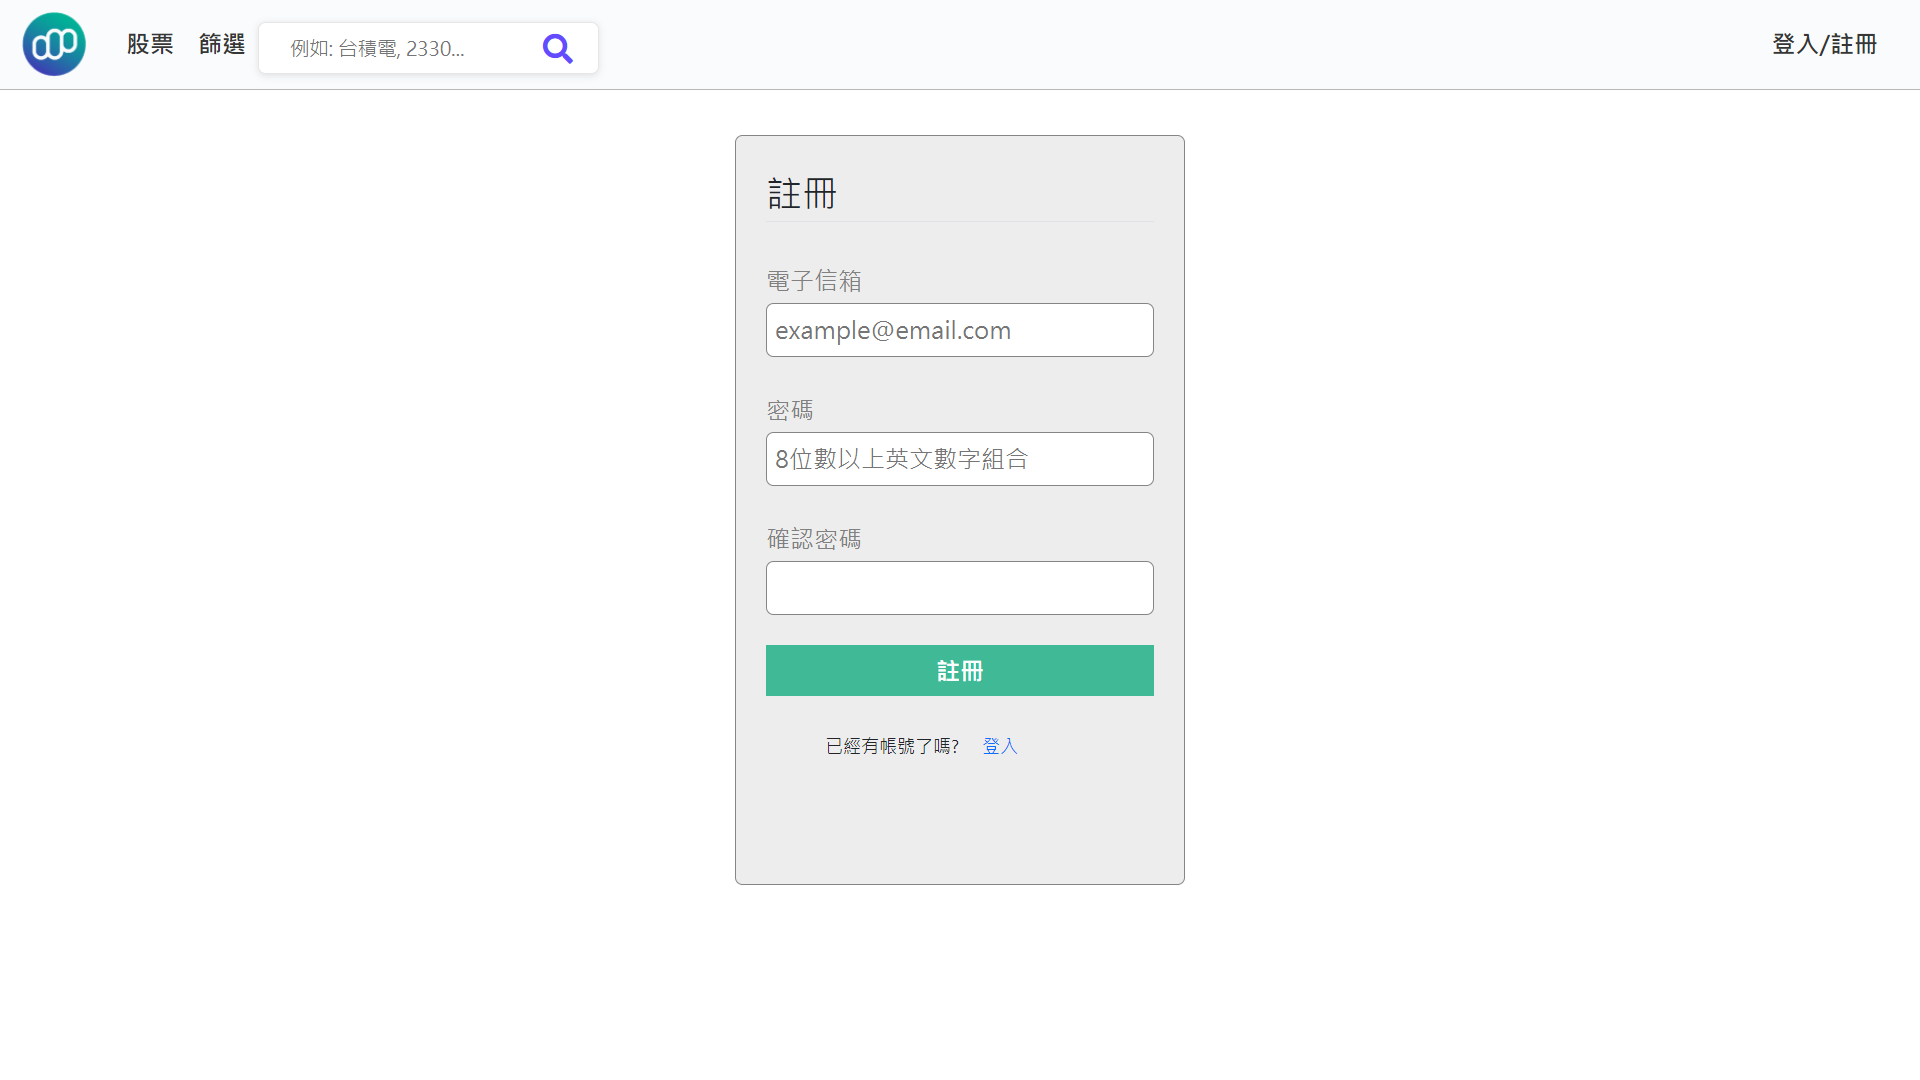 股票 篩選 例如: 台積電, 2330... 登入/註冊
註冊
電子信箱
example@email.com
密碼
8位數以上英文數字組合
確認密碼
註冊
已經有帳號了嗎? 登入